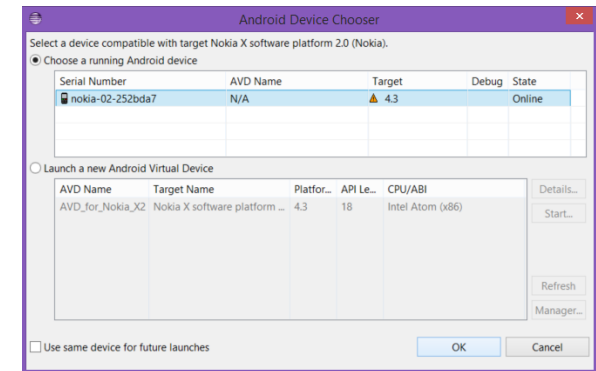 Android Device Chooser
Select a device compatible with target Nokia X software platform 2.0 (Nokia).
Choose a running Android device
Serial Number AVD Name Target Debug State
nokia-02-252bda7 N/A 4.3 Online
Launch a new Android Virtual Device
AVD Name Target Name Platfor... API Le... CPU/ABI
AVD_for_Nokia_X2 Nokia X software platform ... 4.3 18 Intel Atom (x86)
Details...
Start...
Refresh
Manager...
Use same device for future launches
OK Cancel